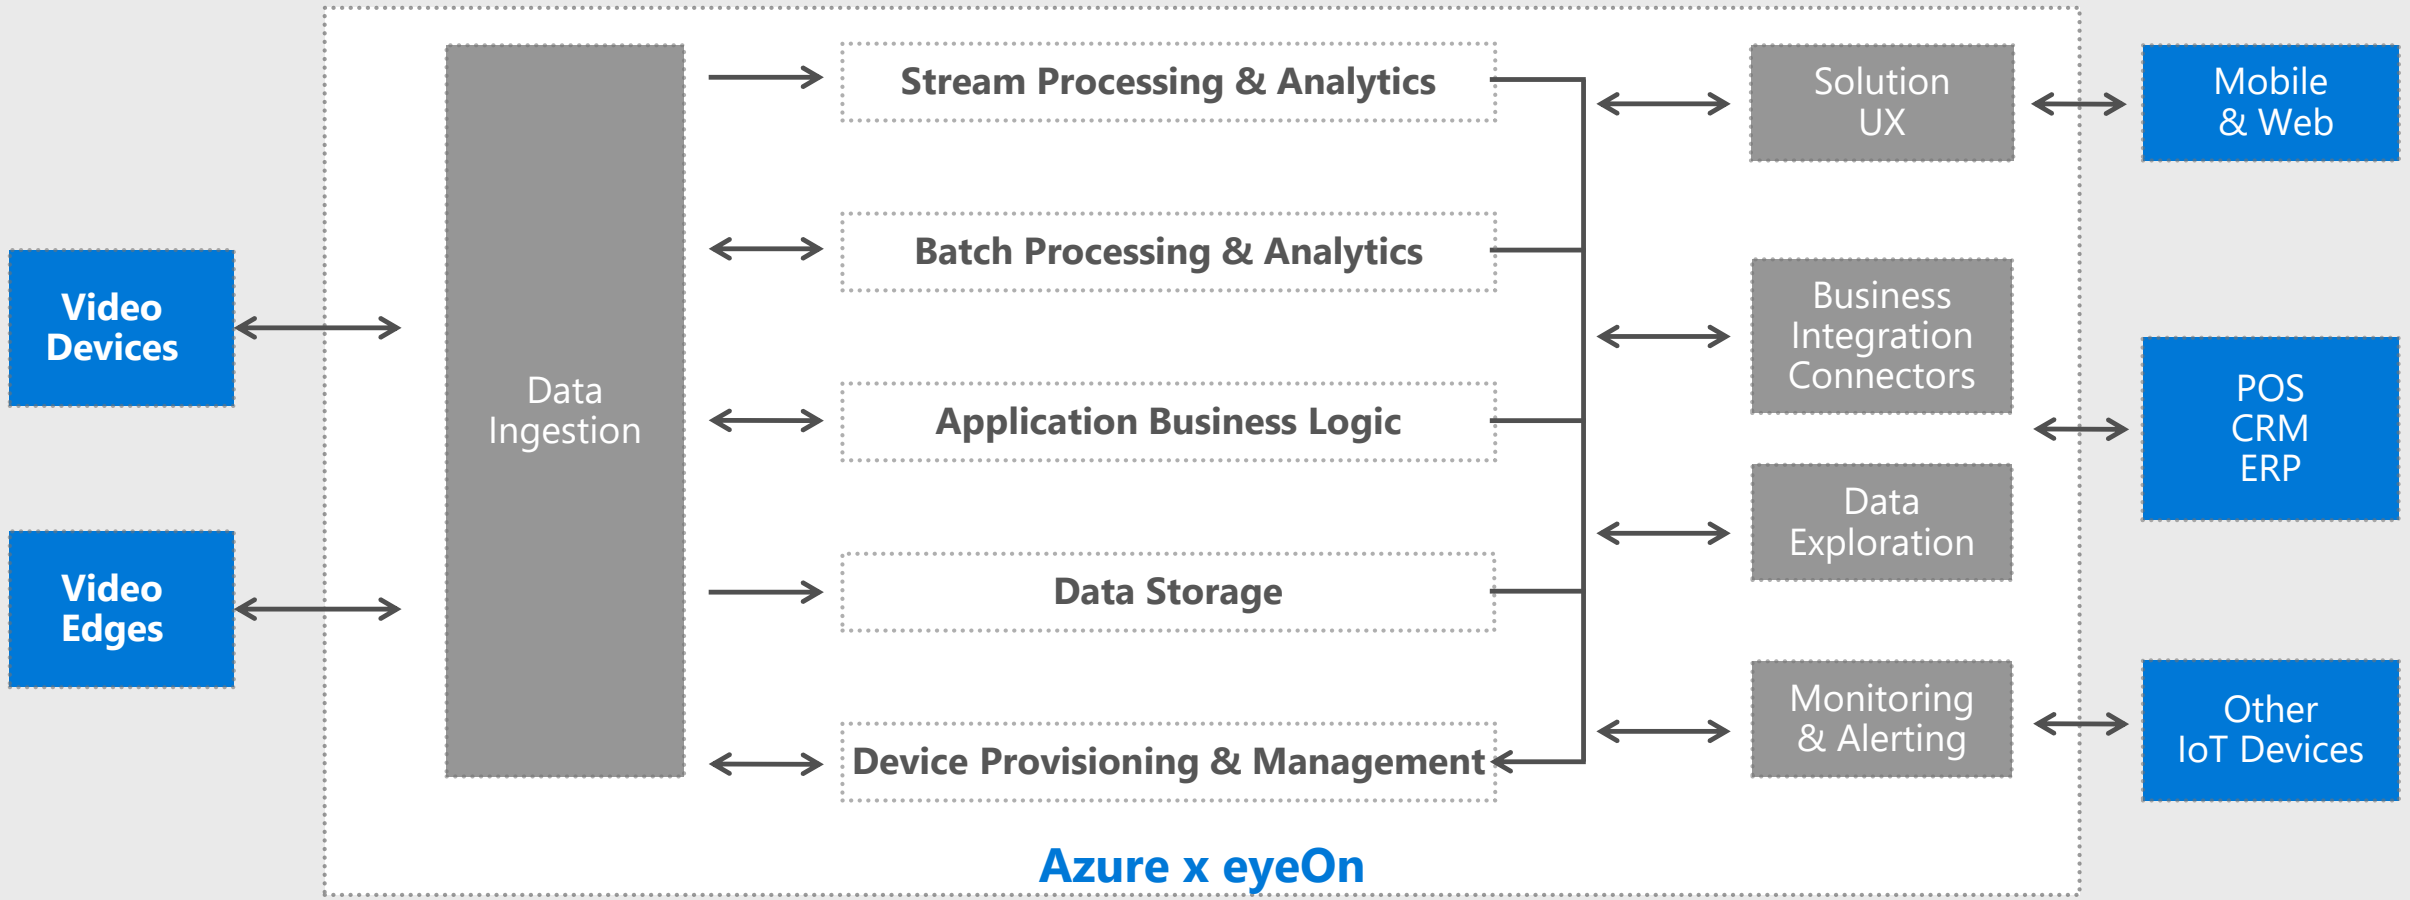 Video
Devices
Video
Edges
Data
Ingestion
Stream Processing & Analytics
Batch Processing & Analytics
Application Business Logic
Data Storage
Device Provisioning & Management
Solution
UX
Business
Integration
Connectors
Data
Exploration
Monitoring
& Alerting
Mobile
& Web
POS
CRM
ERP
Other
IoT Devices
Azure x eyeOn